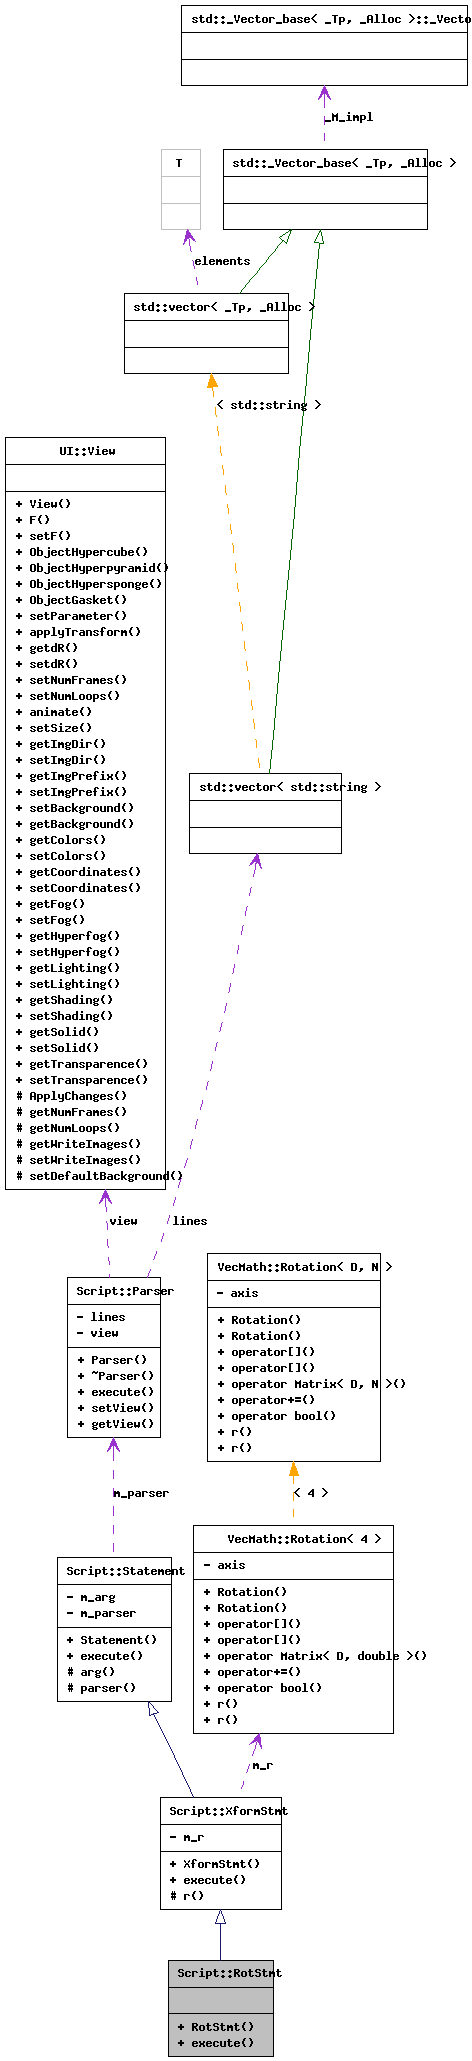 std::_Vector_base< _Tp, _Alloc >::_Vecto
_M_impl
T
std::_Vector_base< _Tp, _Alloc >
elements
std::vector< _Tp, _Alloc >
< std::string >
UI::View
+ View()
+ F()
+ setF()
+ ObjectHypercube()
+ ObjectHyperpyramid()
+ ObjectHypersponge()
+ ObjectGasket()
+ setParameter()
+ applyTransform()
+ getdR()
+ setdR()
+ setNumFrames()
+ setNumLoops()
+ animate()
+ setSize()
+ getImgDir()
+ setImgDir()
+ getImgPrefix()
+ setImgPrefix()
+ setBackground()
+ getBackground()
+ getColors()
+ setColors()
+ getCoordinates()
+ setCoordinates()
+ getFog()
+ setFog()
+ getHyperfog()
+ setHyperfog()
+ getLighting()
+ setLighting()
+ getShading()
+ setShading()
+ getSolid()
+ setSolid()
+ getTransparence()
+ setTransparence()
# ApplyChanges()
# getNumFrames()
# getNumLoops()
# getWriteImages()
# setWriteImages()
# setDefaultBackground()
std::vector< std::string >
view
lines
Script::Parser
- lines
- view
+ Parser()
+ ~Parser()
+ execute()
+ setView()
+ getView()
VecMath::Rotation< D, N >
- axis
+ Rotation()
+ Rotation()
+ operator[]()
+ operator[]()
+ operator Matrix< D, N >()
+ operator+=()
+ operator bool()
+ r()
+ r()
m_parser
< 4 >
Script::Statement
- m_arg
- m_parser
+ Statement()
+ execute()
# arg()
# parser()
VecMath::Rotation< 4 >
- axis
+ Rotation()
+ Rotation()
+ operator[]()
+ operator[]()
+ operator Matrix< D, double >()
+ operator+=()
+ operator bool()
+ r()
+ r()
m_r
Script::XformStmt
- m_r
+ XformStmt()
+ execute()
# r()
Script::RotStmt
+ RotStmt()
+ execute()